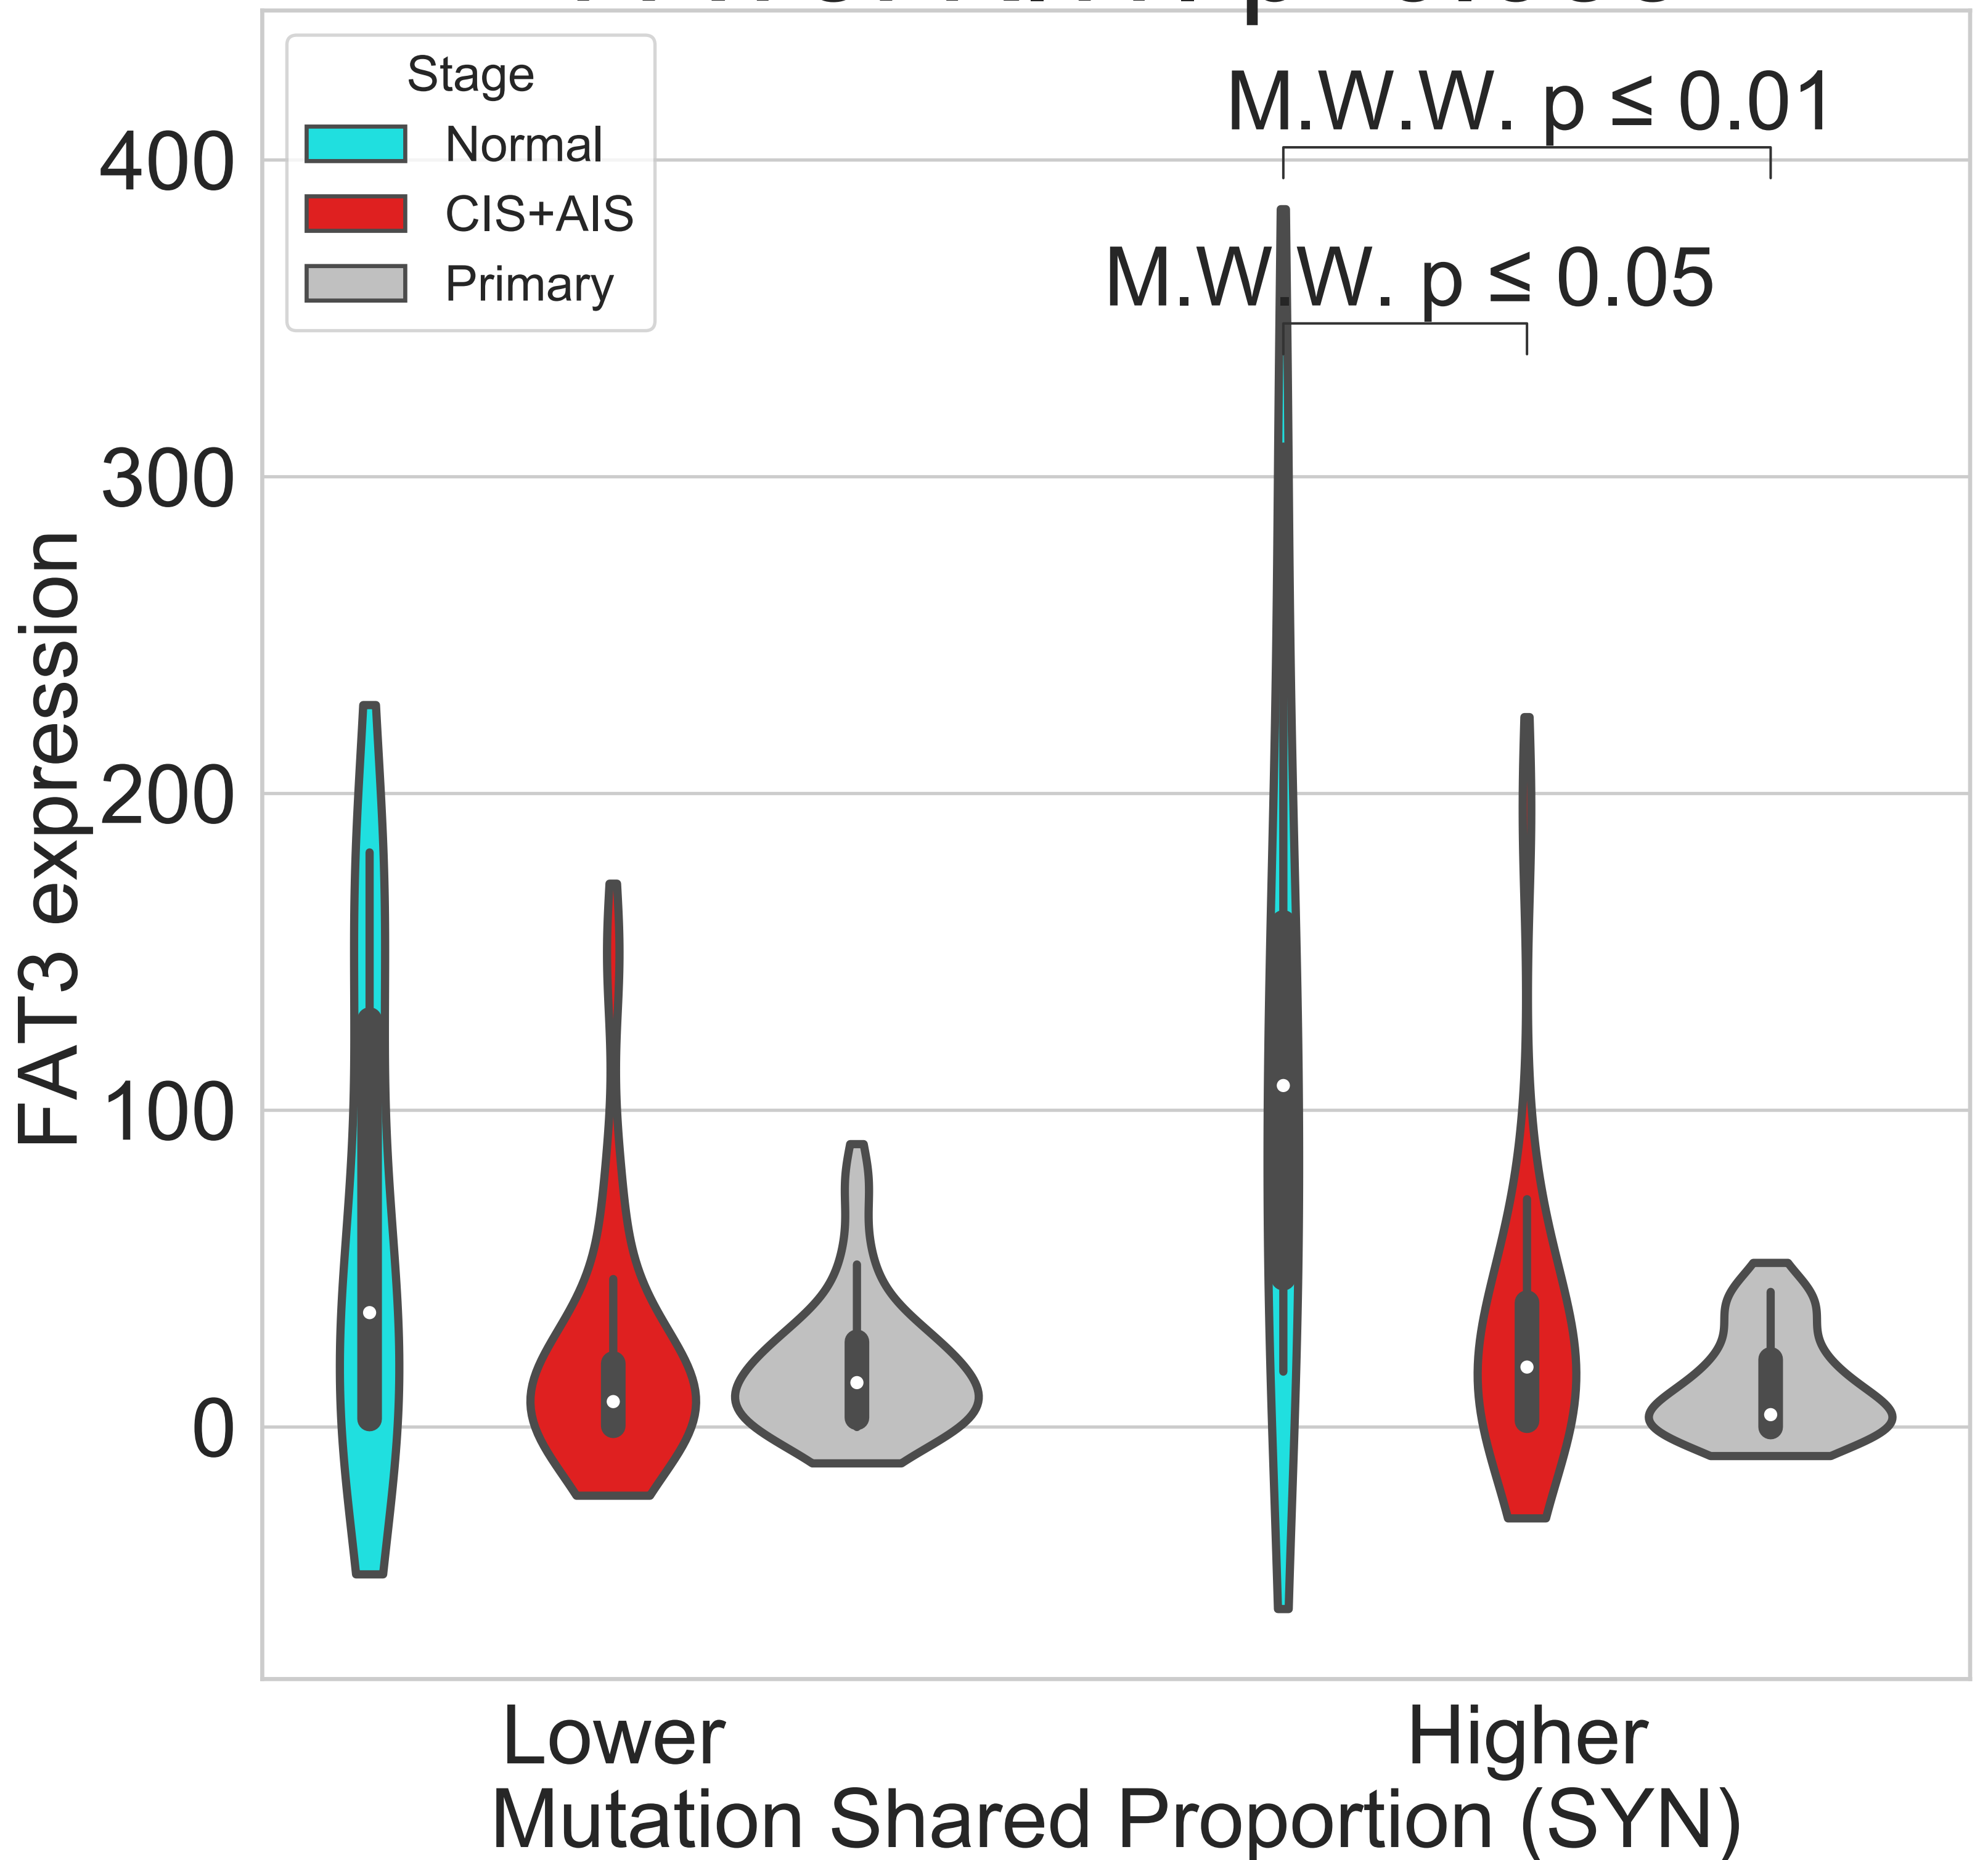 Stage
Normal
CIS+AIS
Primary
M.W.W. p ≤ 0.01
M.W.W. p ≤ 0.05
400
300
200
100
0
FAT3 expression
Lower
Higher
Mutation Shared Proportion (SYN)